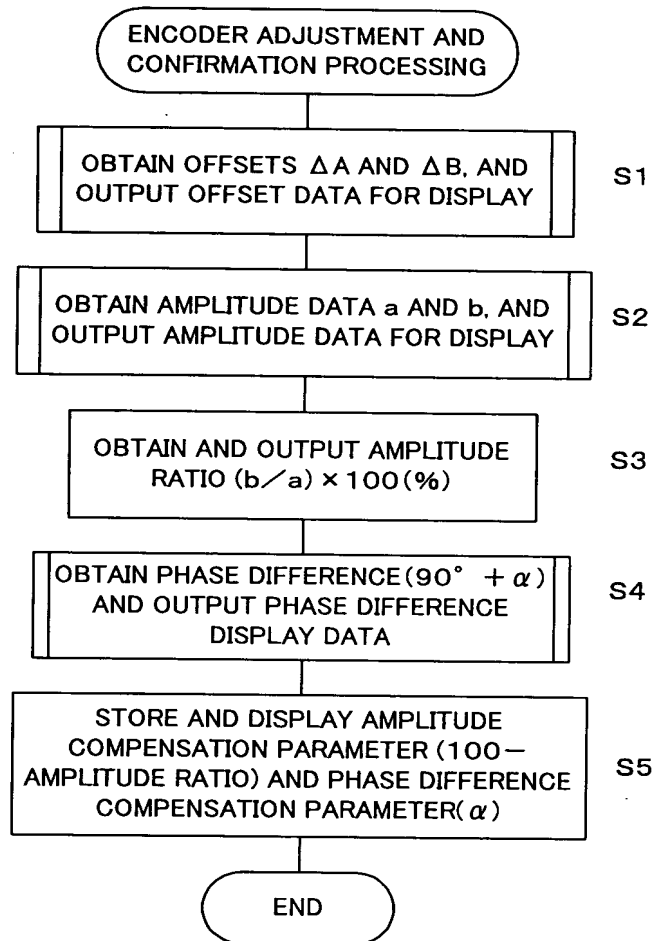 ENCODER ADJUSTMENT AND
CONFIRMATION PROCESSING
OBTAIN OFFSETS ΔA AND ΔB, AND
OUTPUT OFFSET DATA FOR DISPLAY
S1
OBTAIN AMPLITUDE DATA a AND b, AND
OUTPUT AMPLITUDE DATA FOR DISPLAY
S2
OBTAIN AND OUTPUT AMPLITUDE
RATIO (b/a) × 100(%)
S3
OBTAIN PHASE DIFFERENCE(90° +α)
AND OUTPUT PHASE DIFFERENCE
DISPLAY DATA
S4
STORE AND DISPLAY AMPLITUDE
COMPENSATION PARAMETER (100−
AMPLITUDE RATIO) AND PHASE DIFFERENCE
COMPENSATION PARAMETER(α)
S5
END